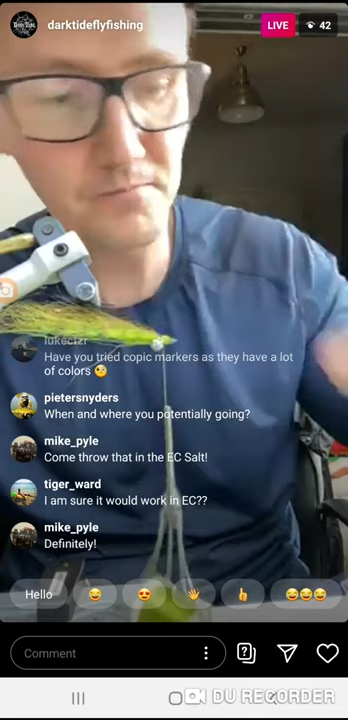 darktideflyfishing
LIVE
42
Have you tried copic markers as they have a lot
of colors 🧐
pietersnyders
When and where you potentially going?
mike_pyle
Come throw that in the EC Salt!
tiger_ward
I am sure it would work in EC??
mike_pyle
Definitely!
Hello 😂 😍 👋 👆 😂😂😂
Comment
DU RECORDER